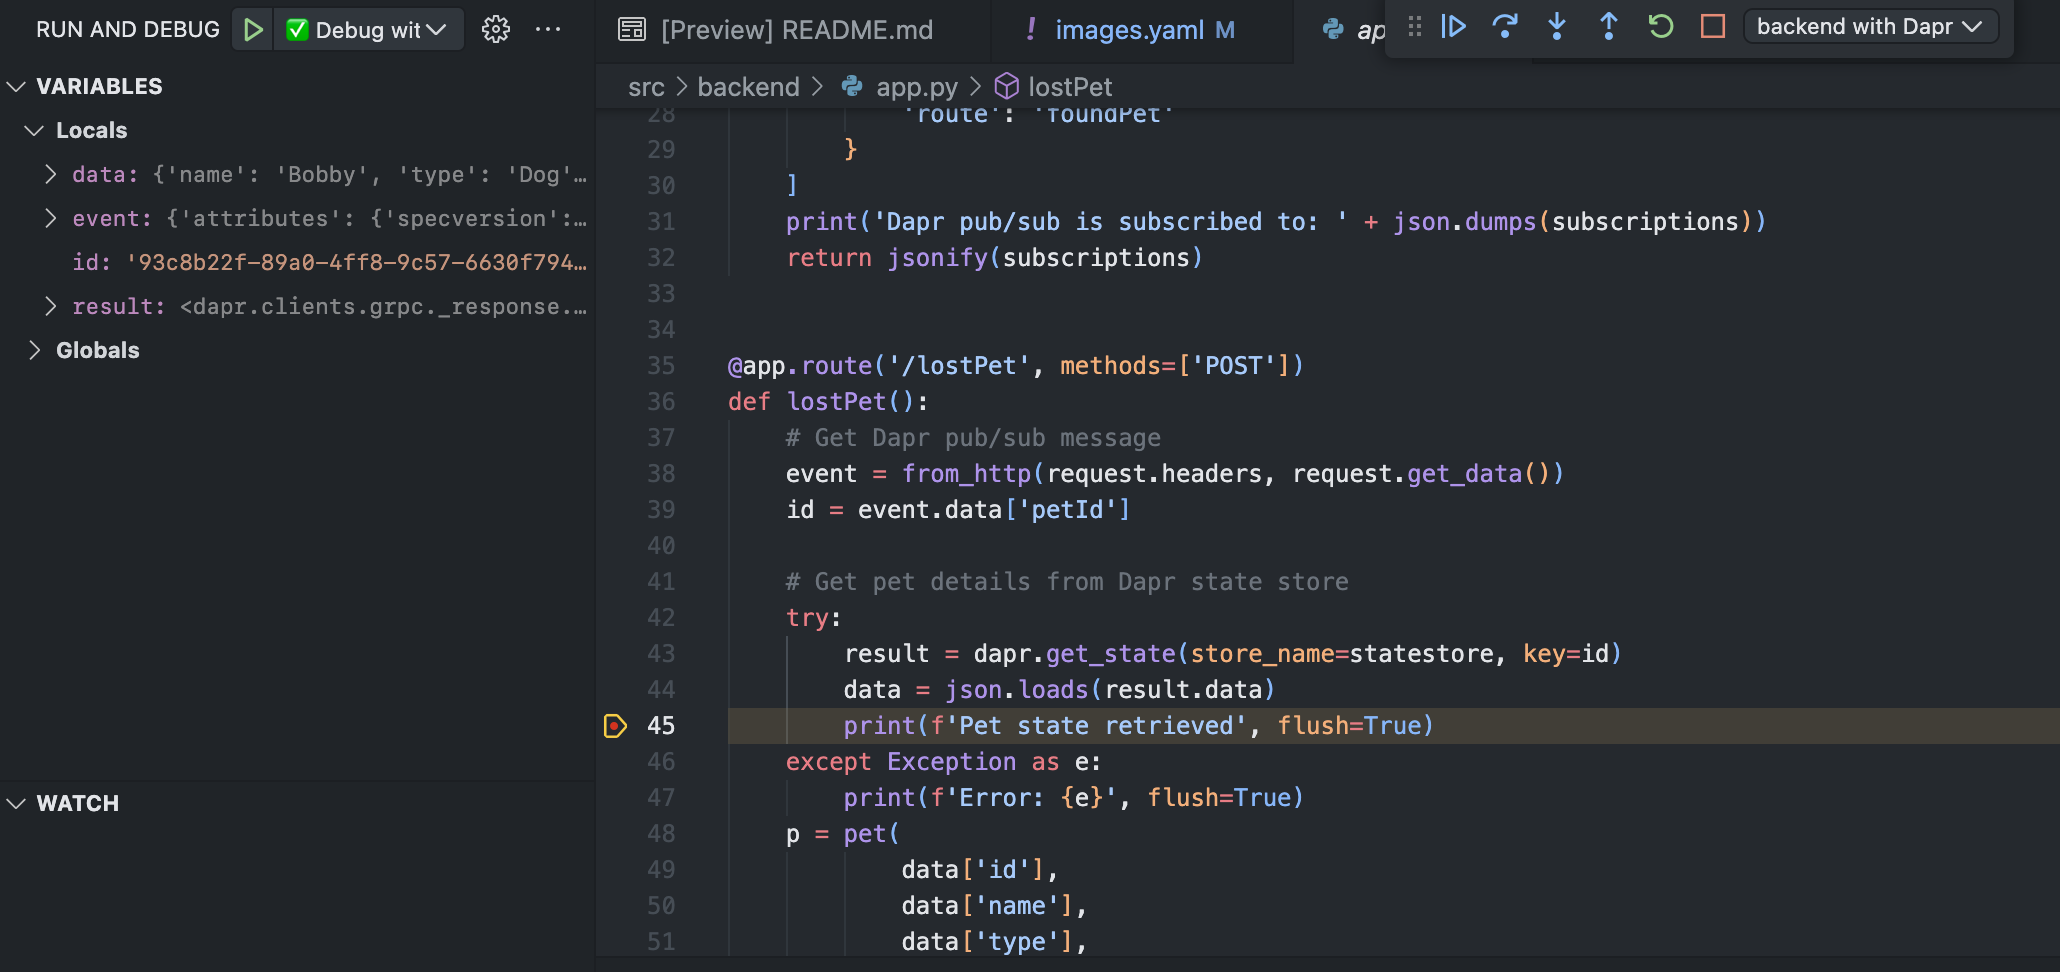 RUN AND DEBUG
✅ Debug wit
[Preview] README.md
! images.yaml M
ap
backend with Dapr
VARIABLES
Locals
data: {'name': 'Bobby', 'type': 'Dog'…
event: {'attributes': {'specversion':…
id: '93c8b22f-89a0-4ff8-9c57-6630f794…
result: <dapr.clients.grpc._response.…
Globals
WATCH
src > backend > app.py > lostPet
28 'route': 'foundPet'
29 }
30 ]
31 print('Dapr pub/sub is subscribed to: ' + json.dumps(subscriptions))
32 return jsonify(subscriptions)
33
34
35 @app.route('/lostPet', methods=['POST'])
36 def lostPet():
37 # Get Dapr pub/sub message
38 event = from_http(request.headers, request.get_data())
39 id = event.data['petId']
40
41 # Get pet details from Dapr state store
42 try:
43 result = dapr.get_state(store_name=statestore, key=id)
44 data = json.loads(result.data)
45 print(f'Pet state retrieved', flush=True)
46 except Exception as e:
47 print(f'Error: {e}', flush=True)
48 p = pet(
49 data['id'],
50 data['name'],
51 data['type'],